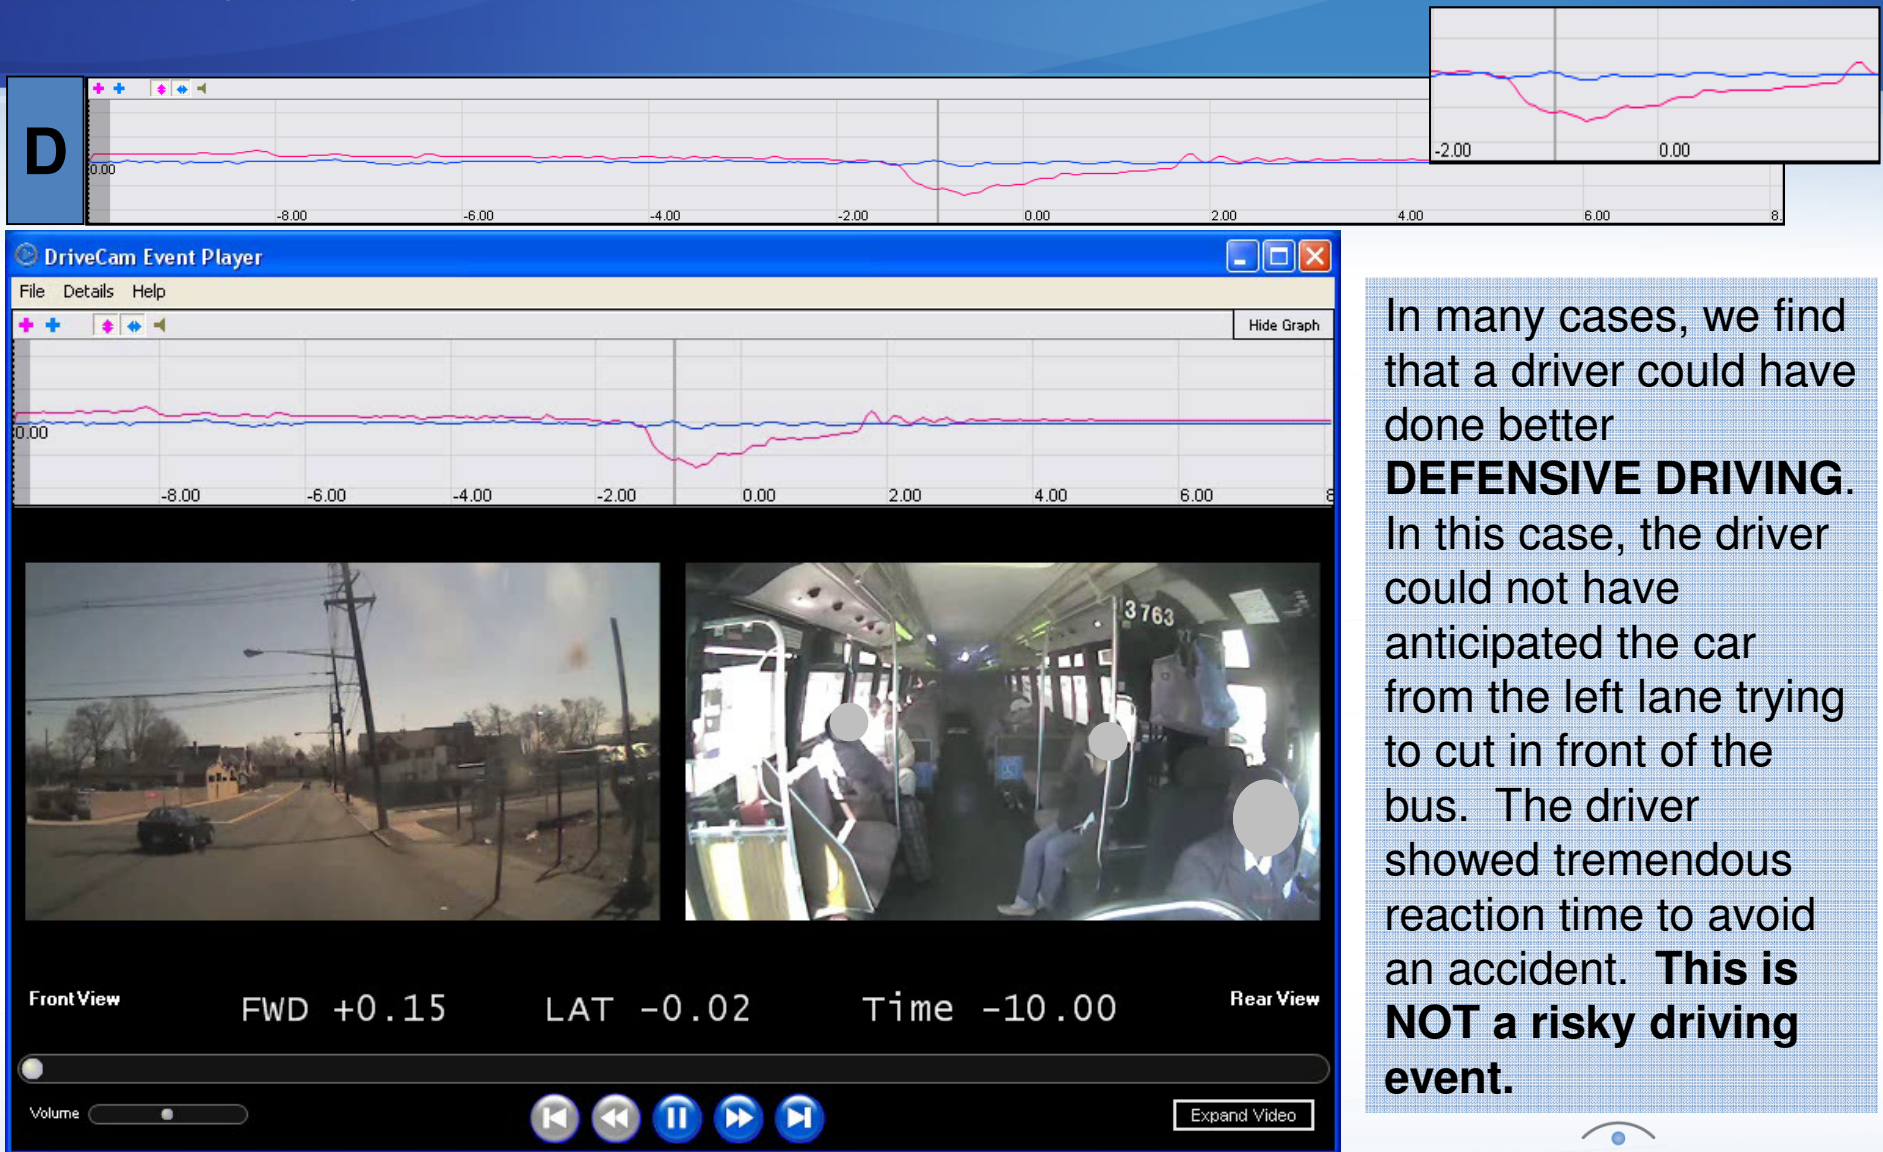 -2.00 0.00
D
0.00
-8.00 -6.00 -4.00 -2.00 0.00 2.00 4.00 6.00 8.
DriveCam Event Player
File Details Help
Hide Graph
0.00
-8.00 -6.00 -4.00 -2.00 0.00 2.00 4.00 6.00 8
3763
Front View
FWD +0.15 LAT -0.02 Time -10.00
Rear View
Volume
Expand Video
In many cases, we find
that a driver could have
done better
DEFENSIVE DRIVING.
In this case, the driver
could not have
anticipated the car
from the left lane trying
to cut in front of the
bus. The driver
showed tremendous
reaction time to avoid
an accident. This is
NOT a risky driving
event.